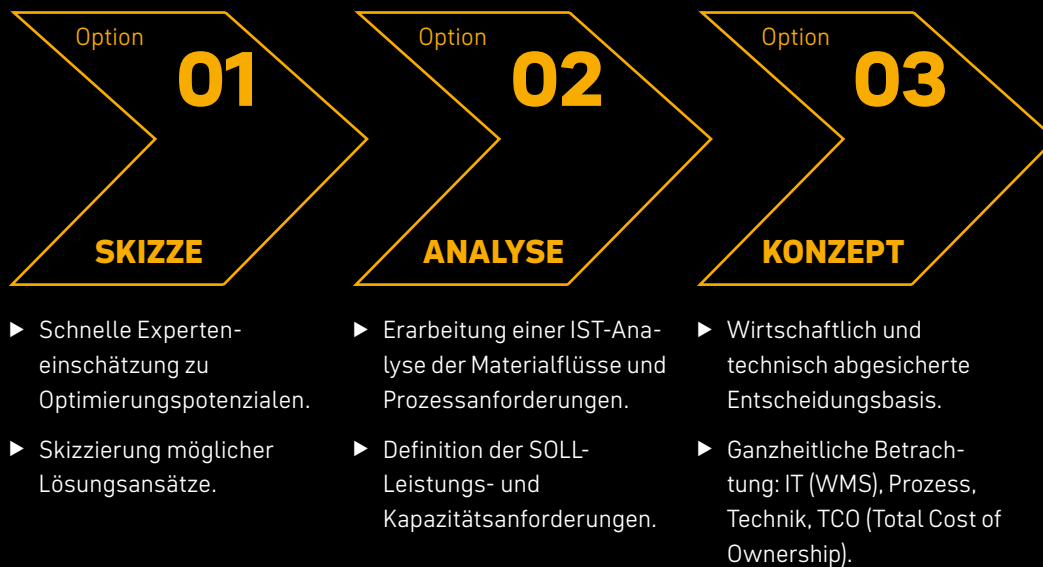 Option
01
SKIZZE
▶ Schnelle Experten-
einschätzung zu
Optimierungspotenzialen.
▶ Skizzierung möglicher
Lösungsansätze.
Option
02
ANALYSE
▶ Erarbeitung einer IST-Ana-
lyse der Materialflüsse und
Prozessanforderungen.
▶ Definition der SOLL-
Leistungs- und
Kapazitätsanforderungen.
Option
03
KONZEPT
▶ Wirtschaftlich und
technisch abgesicherte
Entscheidungsbasis.
▶ Ganzheitliche Betrach-
tung: IT (WMS), Prozess,
Technik, TCO (Total Cost of
Ownership).